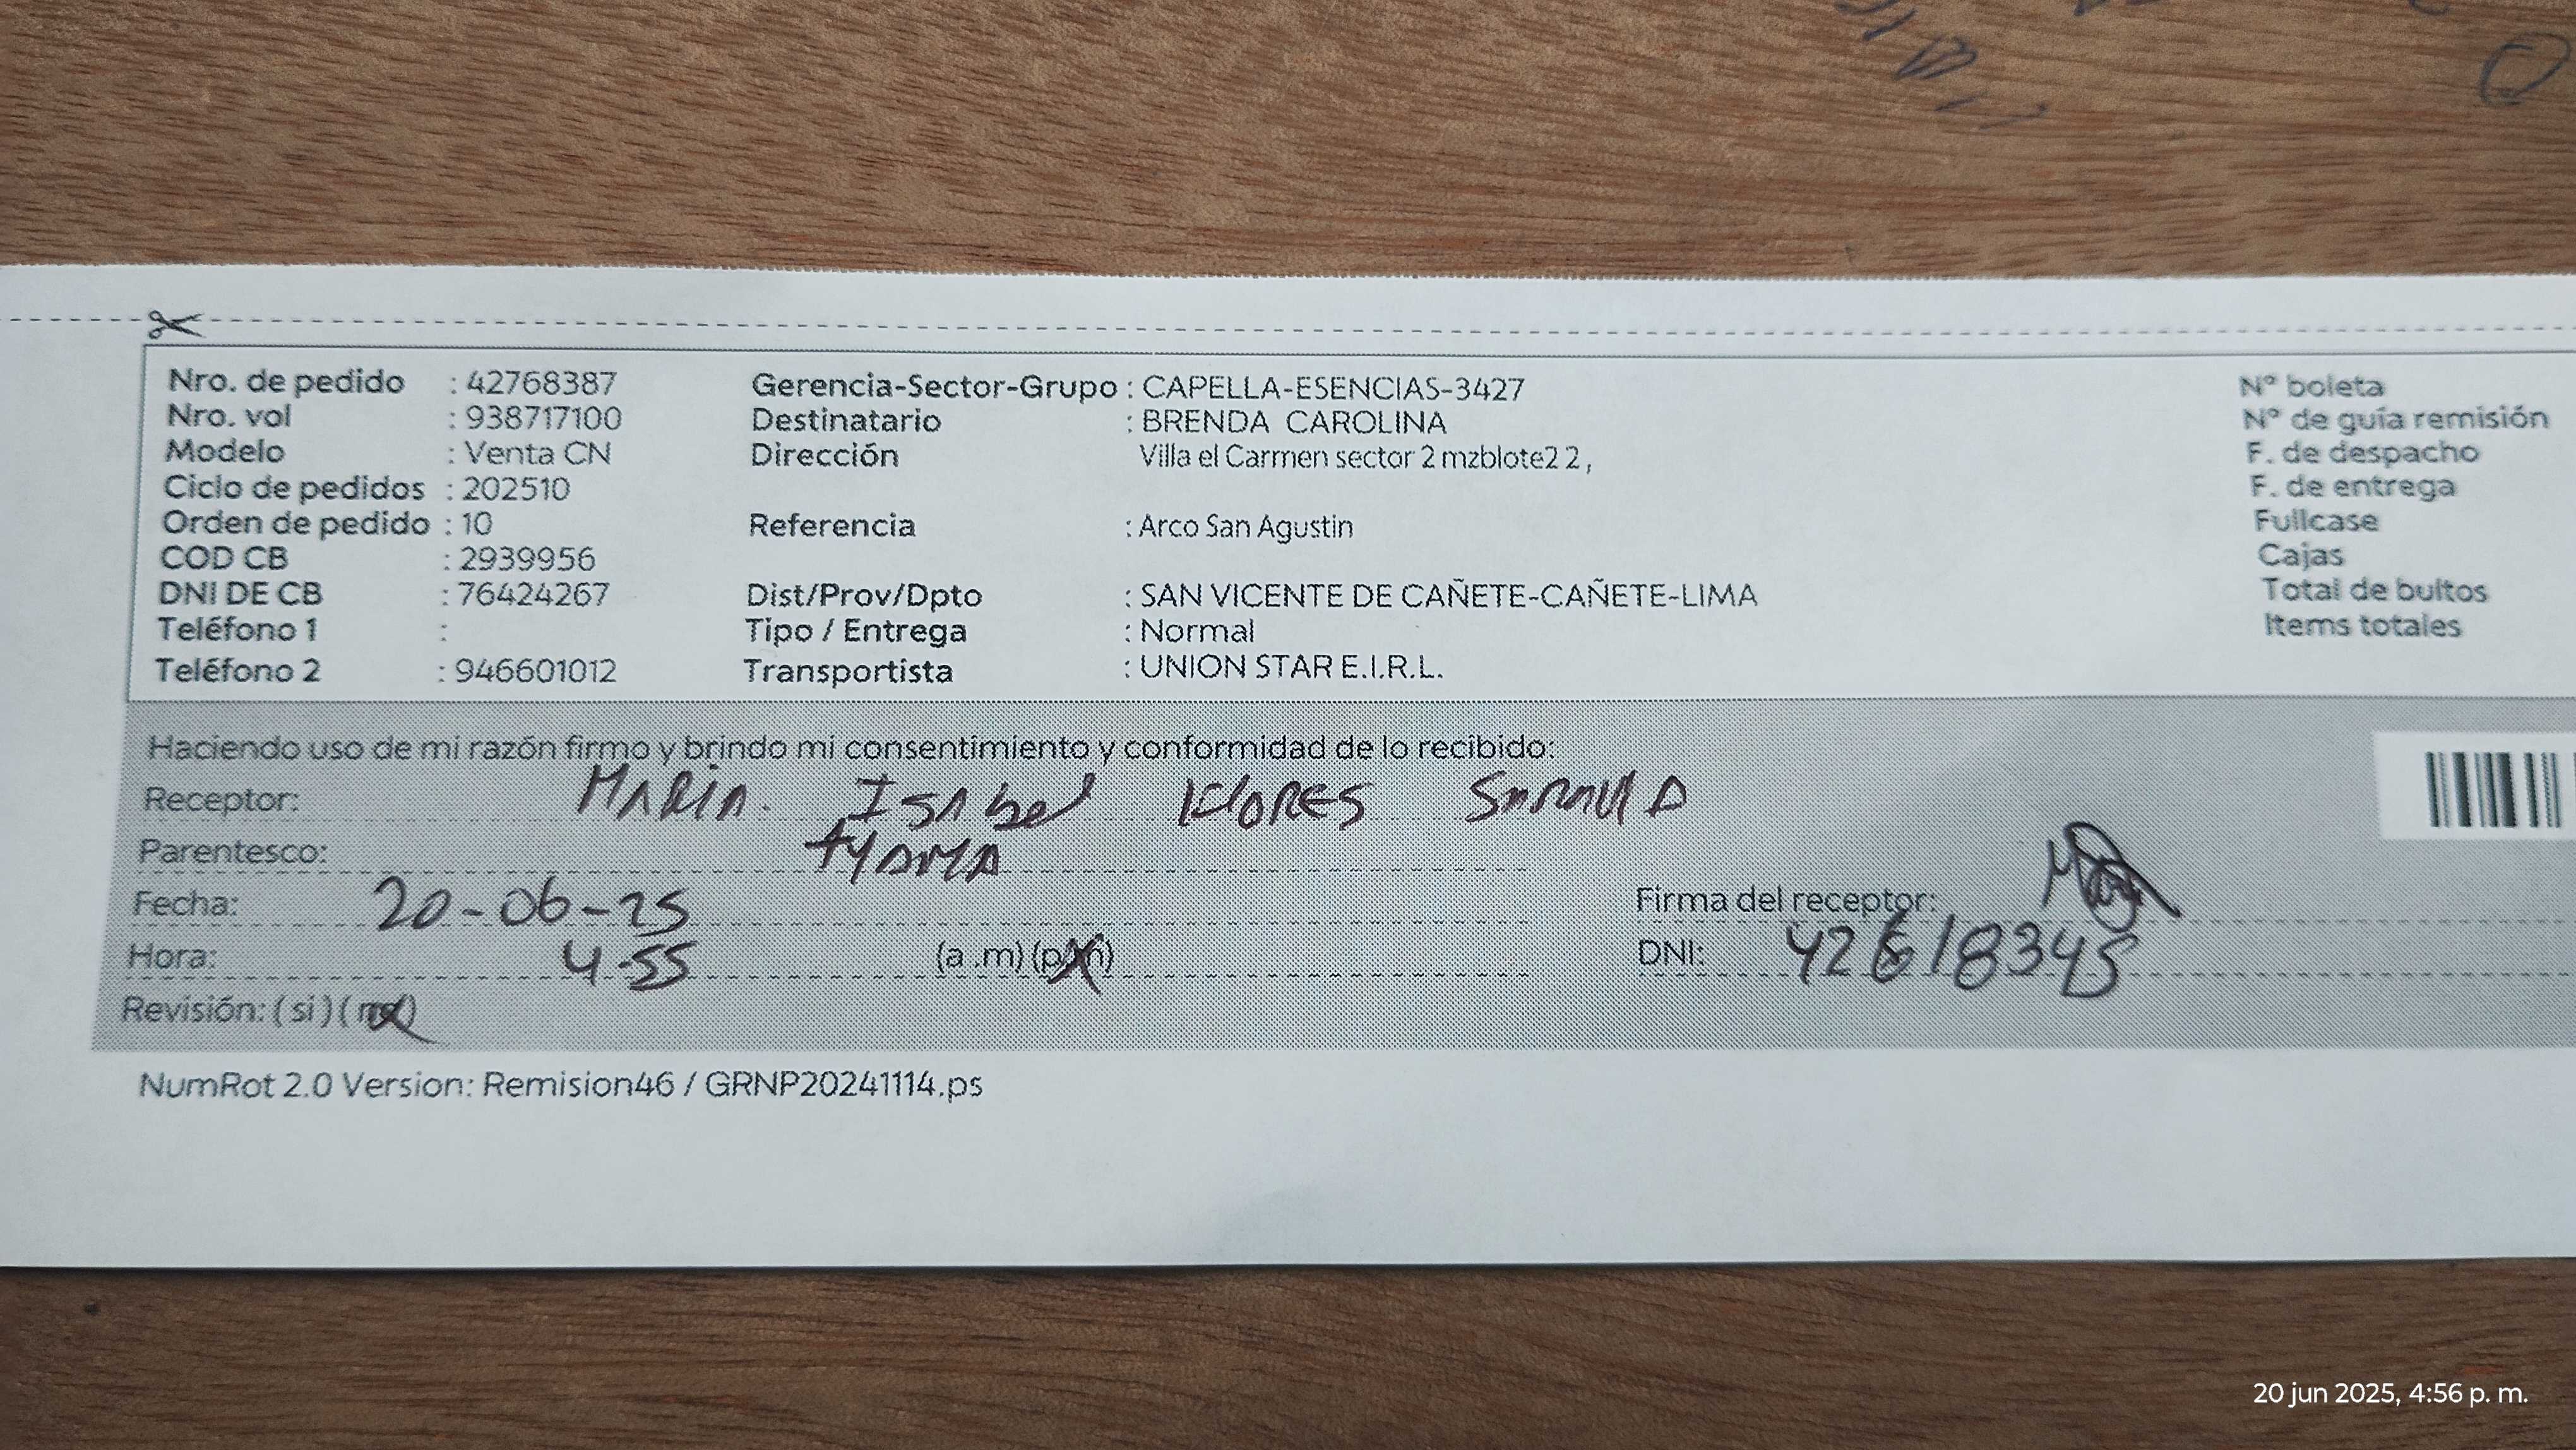 Nro. de pedido : 42768387 Gerencia-Sector-Grupo : CAPELLA-ESENCIAS-3427 N° boleta
Nro. vol : 938717100 Destinatario : BRENDA CAROLINA N° de guía remisión
Modelo : Venta CN Dirección Villa el Carmen sector 2 mzblote2 2 , F. de despacho
Ciclo de pedidos : 202510 F. de entrega
Orden de pedido : 10 Referencia : Arco San Agustin Fullcase
COD CB : 2939956 Cajas
DNI DE CB : 76424267 Dist/Prov/Dpto : SAN VICENTE DE CAÑETE-CAÑETE-LIMA Total de bultos
Teléfono 1 : Tipo / Entrega : Normal Items totales
Teléfono 2 : 946601012 Transportista : UNION STAR E.I.R.L.
Haciendo uso de mi razón firmo y brindo mi consentimiento y conformidad de lo recibido:
Receptor: MARIA. ISAbel FLORES
Parentesco: MAMA
Fecha: 20-06-25 Firma del receptor:
Hora: 4-55 (a .m) (p.m) DNI: 42618345
Revisión: ( si ) ( no )
NumRot 2.0 Version: Remision46 / GRNP20241114.ps
20 jun 2025, 4:56 p. m.